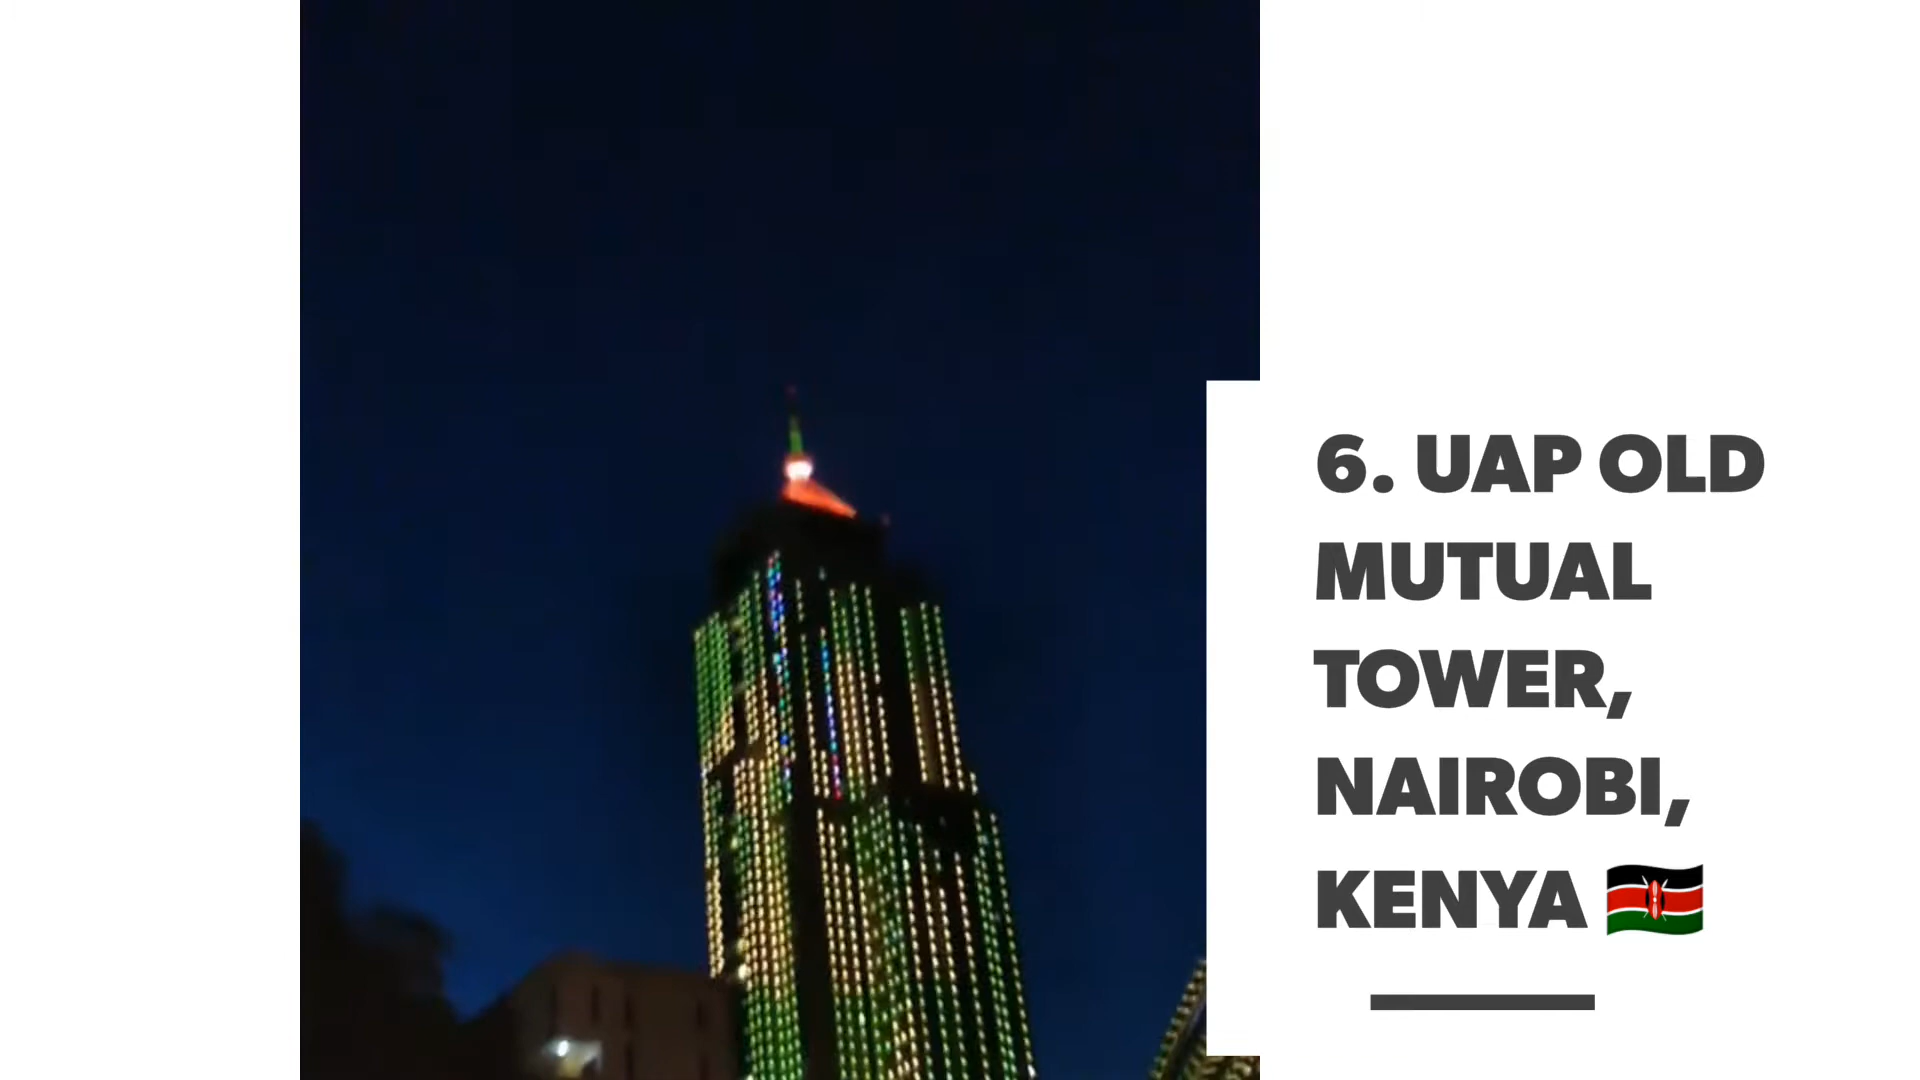 6. UAP OLD
MUTUAL
TOWER,
NAIROBI,
KENYA 🇰🇪